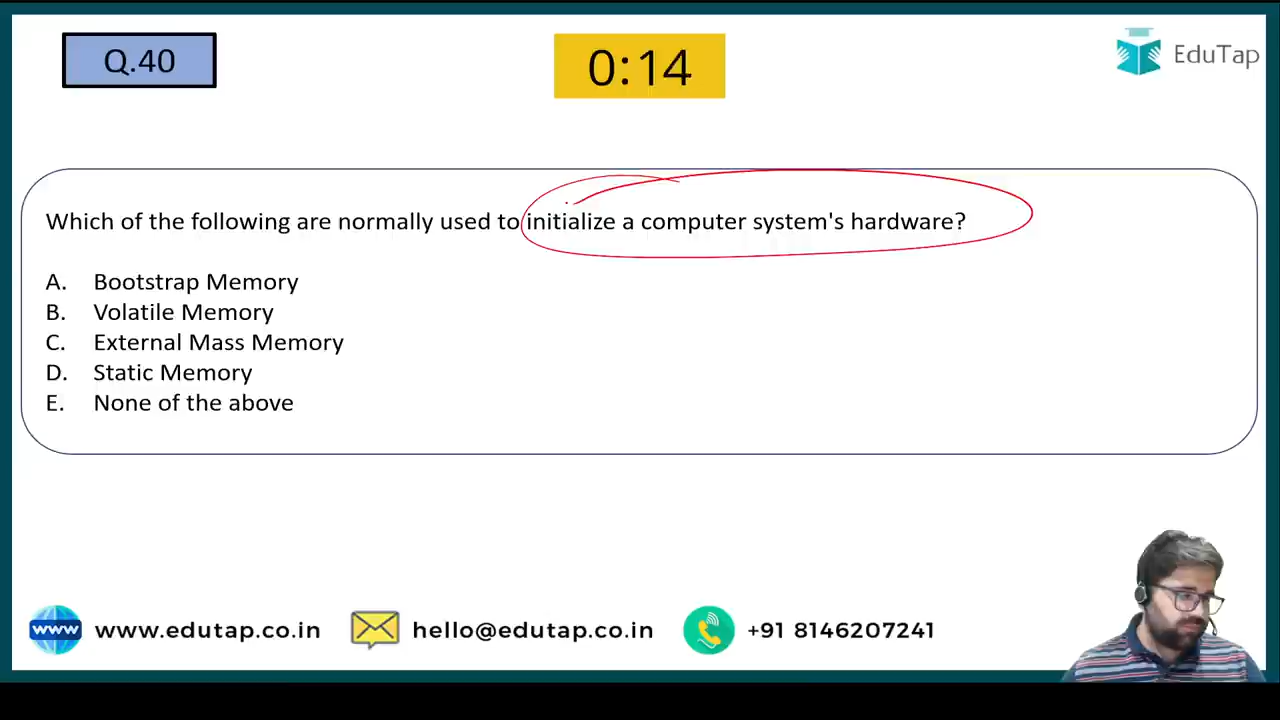 Q.40
0:14
EduTap
Which of the following are normally used to initialize a computer system's hardware?
A. Bootstrap Memory
B. Volatile Memory
C. External Mass Memory
D. Static Memory
E. None of the above
www www.edutap.co.in hello@edutap.co.in +91 8146207241